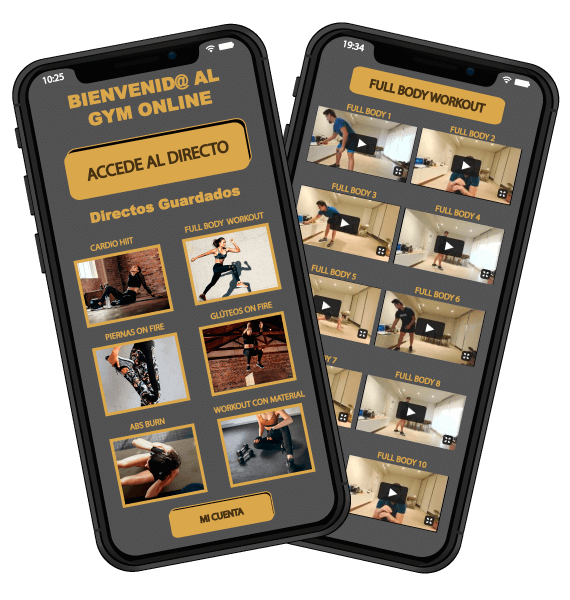 10:25
BIENVENID@ AL
GYM ONLINE
ACCEDE AL DIRECTO
Directos Guardados
CARDIO HIIT
FULL BODY WORKOUT
PIERNAS ON FIRE
GLÚTEOS ON FIRE
ABS BURN
WORKOUT CON MATERIAL
MI CUENTA
19:34
FULL BODY WORKOUT
FULL BODY 1
FULL BODY 2
FULL BODY 3
FULL BODY 4
FULL BODY 5
FULL BODY 6
7
FULL BODY 8
FULL BODY 10